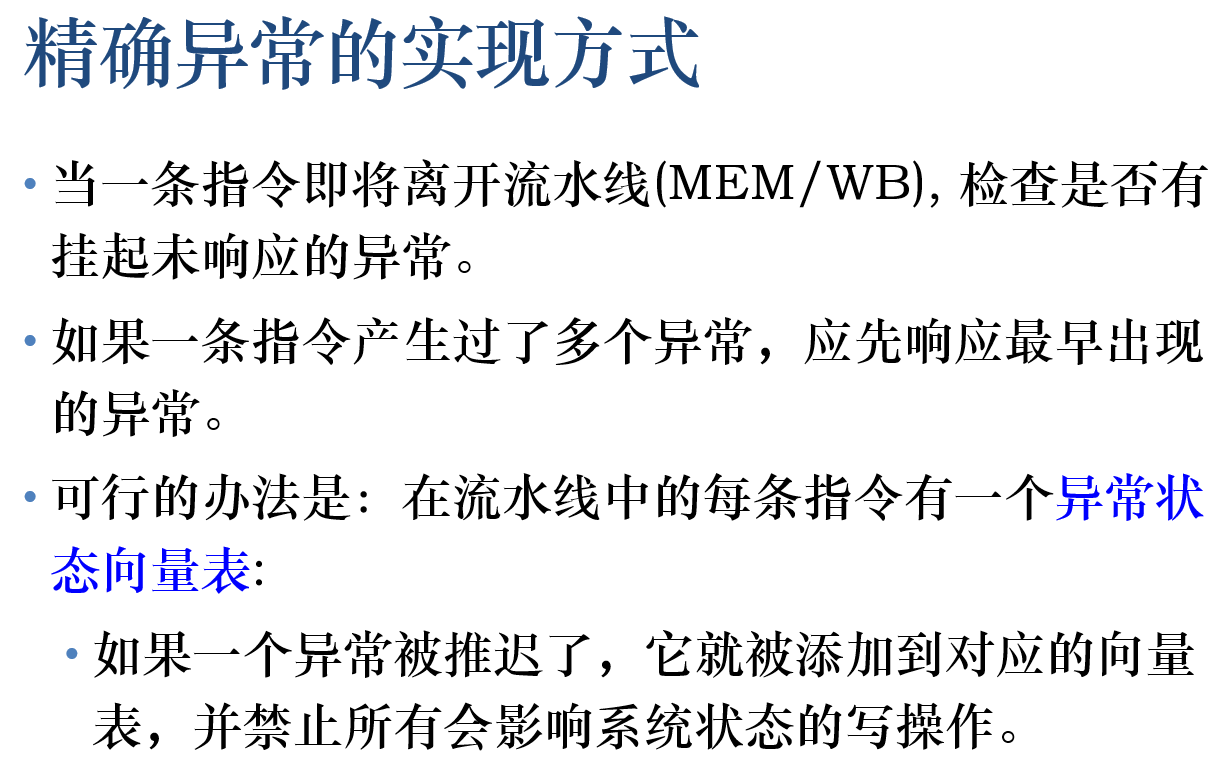 精确异常的实现方式
• 当一条指令即将离开流水线(MEM/WB), 检查是否有
挂起未响应的异常。
• 如果一条指令产生过了多个异常，应先响应最早出现
的异常。
• 可行的办法是：在流水线中的每条指令有一个异常状
态向量表:
• 如果一个异常被推迟了，它就被添加到对应的向量
表，并禁止所有会影响系统状态的写操作。